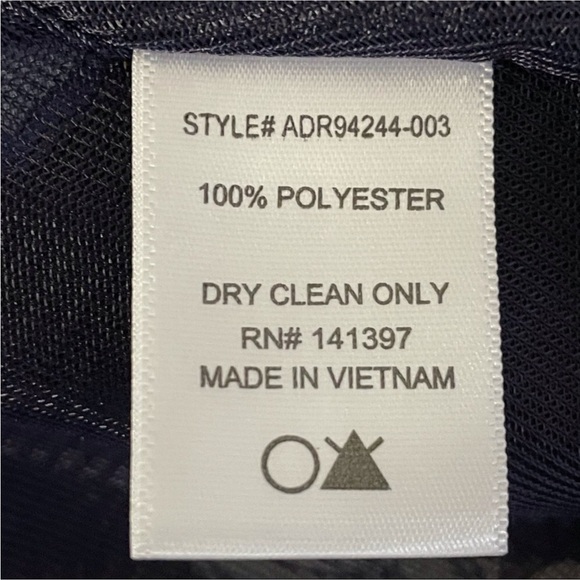 STYLE# ADR94244-003
100% POLYESTER
DRY CLEAN ONLY
RN# 141397
MADE IN VIETNAM